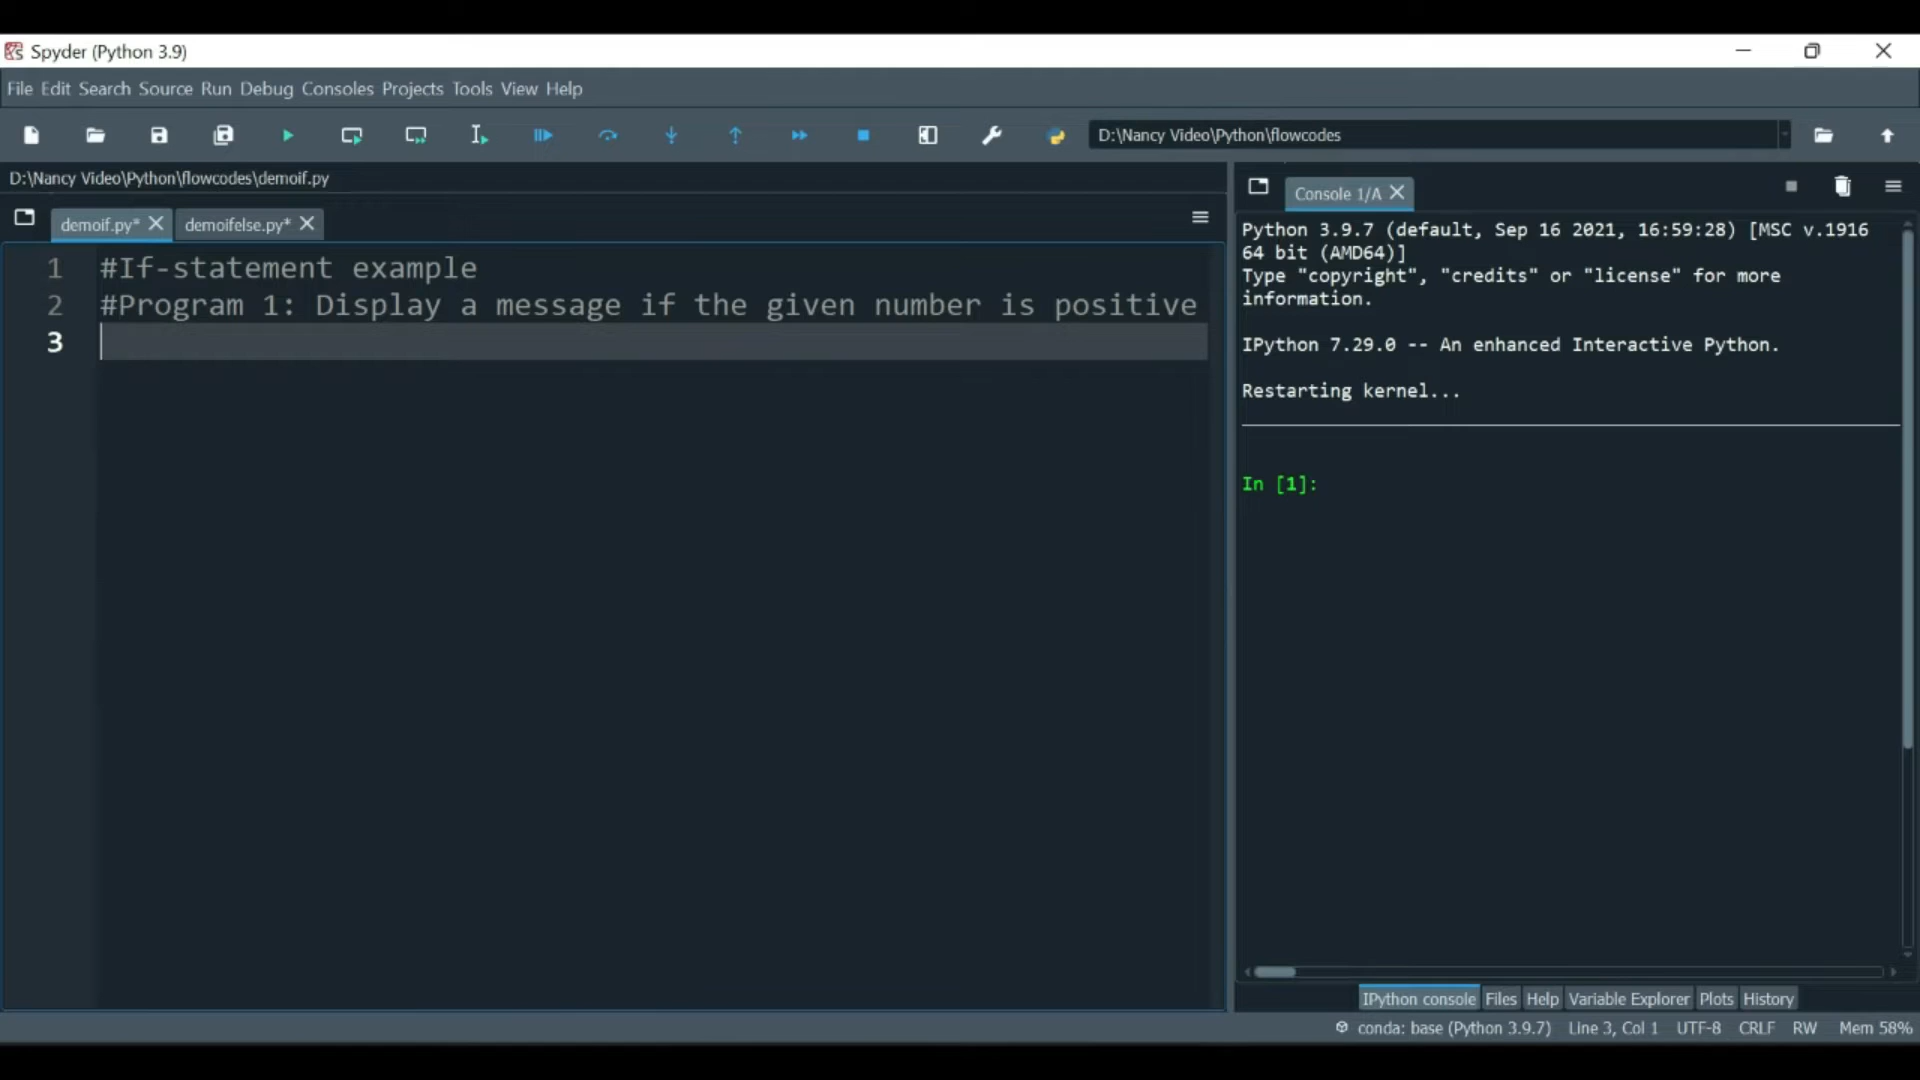 Spyder (Python 3.9)
File Edit Search Source Run Debug Consoles Projects Tools View Help
D:\Nancy Video\Python\flowcodes
D:\Nancy Video\Python\flowcodes\demoif.py
demoif.py*
demoifelse.py*
1 #If-statement example
2 #Program 1: Display a message if the given number is positive
3
Console 1/A
Python 3.9.7 (default, Sep 16 2021, 16:59:28) [MSC v.1916
64 bit (AMD64)]
Type "copyright", "credits" or "license" for more
information.
IPython 7.29.0 -- An enhanced Interactive Python.
Restarting kernel...
In [1]:
IPython console Files Help Variable Explorer Plots History
conda: base (Python 3.9.7) Line 3, Col 1 UTF-8 CRLF RW Mem 58%